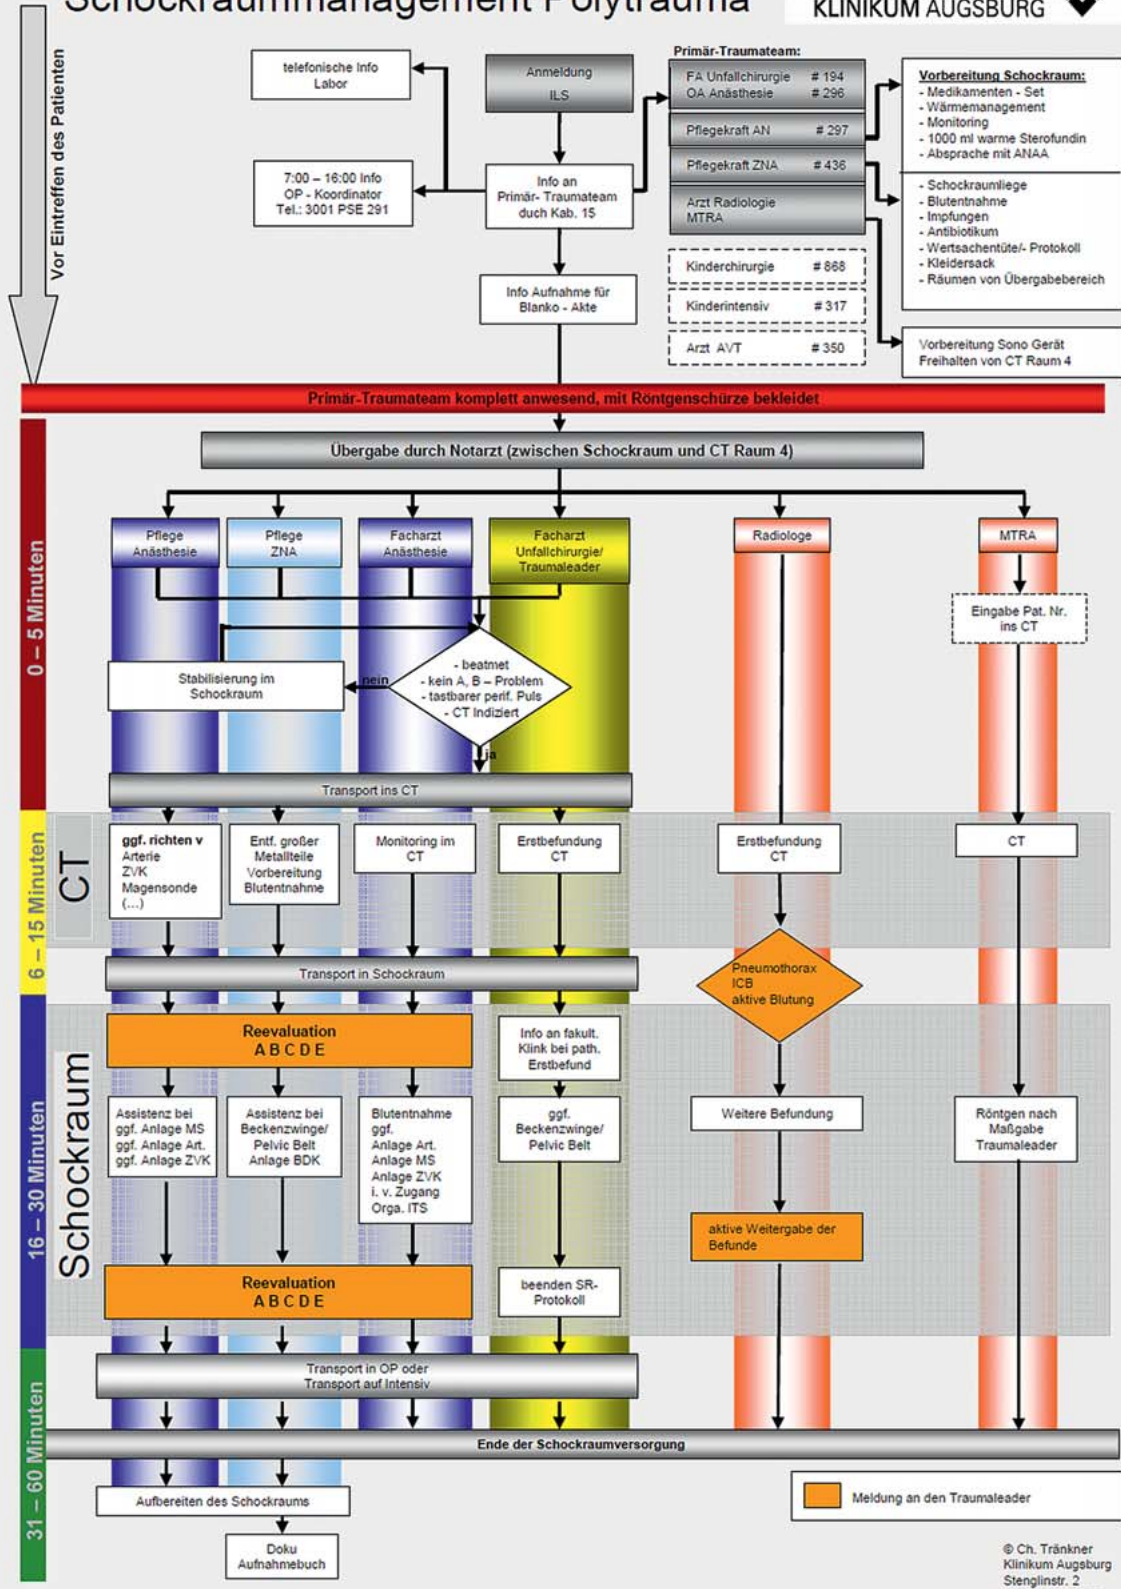 Schockraummanagement Polytrauma
KLINIKUM AUGSBURG
Vor Eintreffen des Patienten
telefonische Info
Labor
Anmeldung
ILS
7:00 – 16:00 Info
OP - Koordinator
Tel.: 3001 PSE 291
Info an
Primär- Traumateam
duch Kab. 15
Info Aufnahme für
Blanko - Akte
Primär-Traumateam:
FA Unfallchirurgie # 194
OA Anästhesie # 296
Pflegekraft AN # 297
Pflegekraft ZNA # 436
Arzt Radiologie
MTRA
Kinderchirurgie # 868
Kinderintensiv # 317
Arzt AVT # 350
Vorbereitung Schockraum:
- Medikamenten - Set
- Wärmemanagement
- Monitoring
- 1000 ml warme Sterofundin
- Absprache mit ANAA
- Schockraumliege
- Blutentnahme
- Impfungen
- Antibiotikum
- Wertsachentüte/- Protokoll
- Kleidersack
- Räumen von Übergabebereich
Vorbereitung Sono Gerät
Freihalten von CT Raum 4
Primär-Traumateam komplett anwesend, mit Röntgenschürze bekleidet
Übergabe durch Notarzt (zwischen Schockraum und CT Raum 4)
0 – 5 Minuten
Pflege
Anästhesie
Pflege
ZNA
Facharzt
Anästhesie
Facharzt
Unfallchirurgie/
Traumaleader
Radiologe
MTRA
Eingabe Pat. Nr.
ins CT
Stabilisierung im
Schockraum
nein
- beatmet
- kein A, B – Problem
- tastbarer perif. Puls
- CT Indiziert
ja
Transport ins CT
6 – 15 Minuten
CT
ggf. richten v
Arterie
ZVK
Magensonde
(...)
Entf. großer
Metallteile
Vorbereitung
Blutentnahme
Monitoring im
CT
Erstbefundung
CT
Erstbefundung
CT
CT
Transport in Schockraum
Pneumothorax
ICB
aktive Blutung
16 – 30 Minuten
Schockraum
Reevaluation
A B C D E
Info an fakult.
Klink bei path.
Erstbefund
Assistenz bei
ggf. Anlage MS
ggf. Anlage Art.
ggf. Anlage ZVK
Assistenz bei
Beckenzwinge/
Pelvic Belt
Anlage BDK
Blutentnahme
ggf.
Anlage Art.
Anlage MS
Anlage ZVK
i. v. Zugang
Orga. ITS
ggf.
Beckenzwinge/
Pelvic Belt
Weitere Befundung
Röntgen nach
Maßgabe
Traumaleader
aktive Weitergabe der
Befunde
Reevaluation
A B C D E
beenden SR-
Protokoll
31 – 60 Minuten
Transport in OP oder
Transport auf Intensiv
Ende der Schockraumversorgung
Aufbereiten des Schockraums
Doku
Aufnahmebuch
Meldung an den Traumaleader
© Ch. Tränkner
Klinikum Augsburg
Stenglinstr. 2